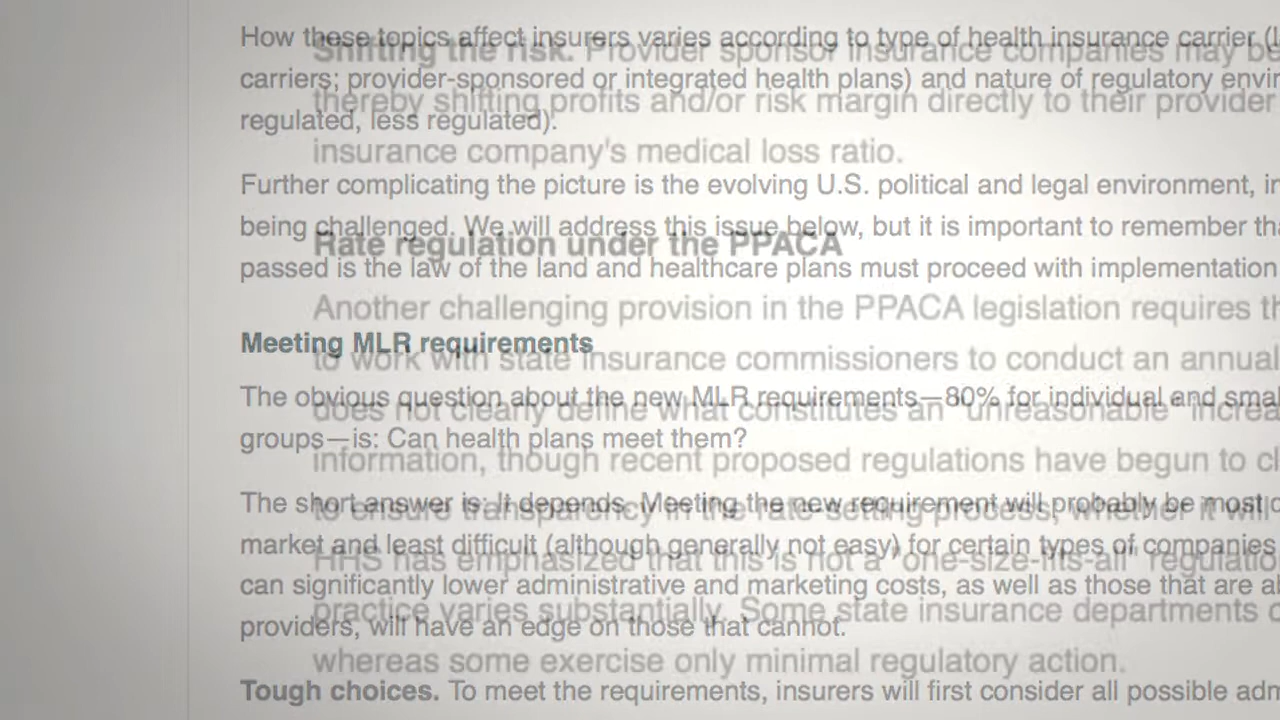 How these topics affect insurers varies according to type of health insurance carrier (
carriers; provider-sponsored or integrated health plans) and nature of regulatory
regulated, less regulated).
Further complicating the picture is the evolving U.S. political and legal environment,
being challenged. We will address this issue below, but it is important to remember
passed is the law of the land and healthcare plans must proceed with implementation
Meeting MLR requirements
The obvious question about the new MLR requirements—80% for individual and
groups—is: Can health plans meet them?
The short answer is: It depends. Meeting the new requirement will probably be most
market and least difficult (although generally not easy) for certain types of companies
can significantly lower administrative and marketing costs, as well as those that are
providers, will have an edge on those that cannot.
Tough choices. To meet the requirements, insurers will first consider all possible
Shifting the risk. Provider sponsor insurance companies may
thereby shifting profits and/or risk margin directly to their provider
insurance company's medical loss ratio.
Rate regulation under the PPACA
Another challenging provision in the PPACA legislation requires
to work with state insurance commissioners to conduct an annual
does not clearly define what constitutes an "unreasonable"
information, though recent proposed regulations have begun to
to ensure transparency in the rate-setting process, whether it will
HHS has emphasized that this is not a "one-size-fits-all"
practice varies substantially. Some state insurance departments
whereas some exercise only minimal regulatory action.